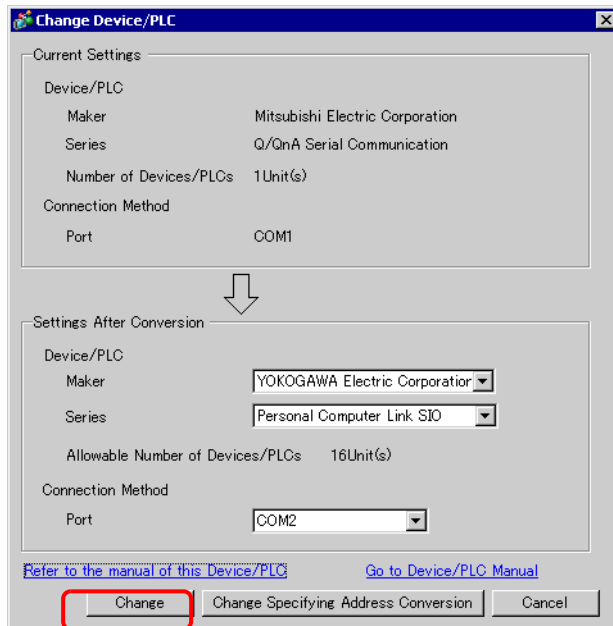 Change Device/PLC
Current Settings
Device/PLC
Maker Mitsubishi Electric Corporation
Series Q/QnA Serial Communication
Number of Devices/PLCs 1Unit(s)
Connection Method
Port COM1
Settings After Conversion
Device/PLC
Maker YOKOGAWA Electric Corporation
Series Personal Computer Link SIO
Allowable Number of Devices/PLCs 16Unit(s)
Connection Method
Port COM2
Refer to the manual of this Device/PLC Go to Device/PLC Manual
Change Change Specifying Address Conversion Cancel